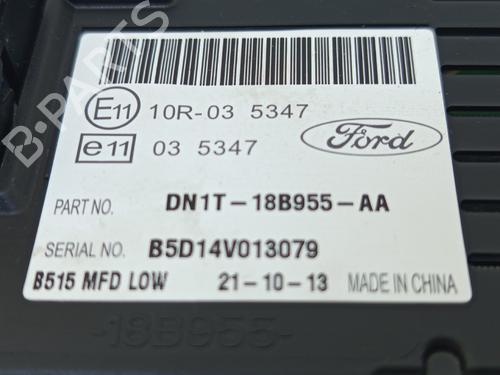 B-PARTS
E11 10R-03 5347
Ford
e11 03 5347
PART NO. DN1T-18B955-AA
SERIAL NO. B5D14V013079
B515 MFD LOW 21-10-13 MADE IN CHINA
-18B955-